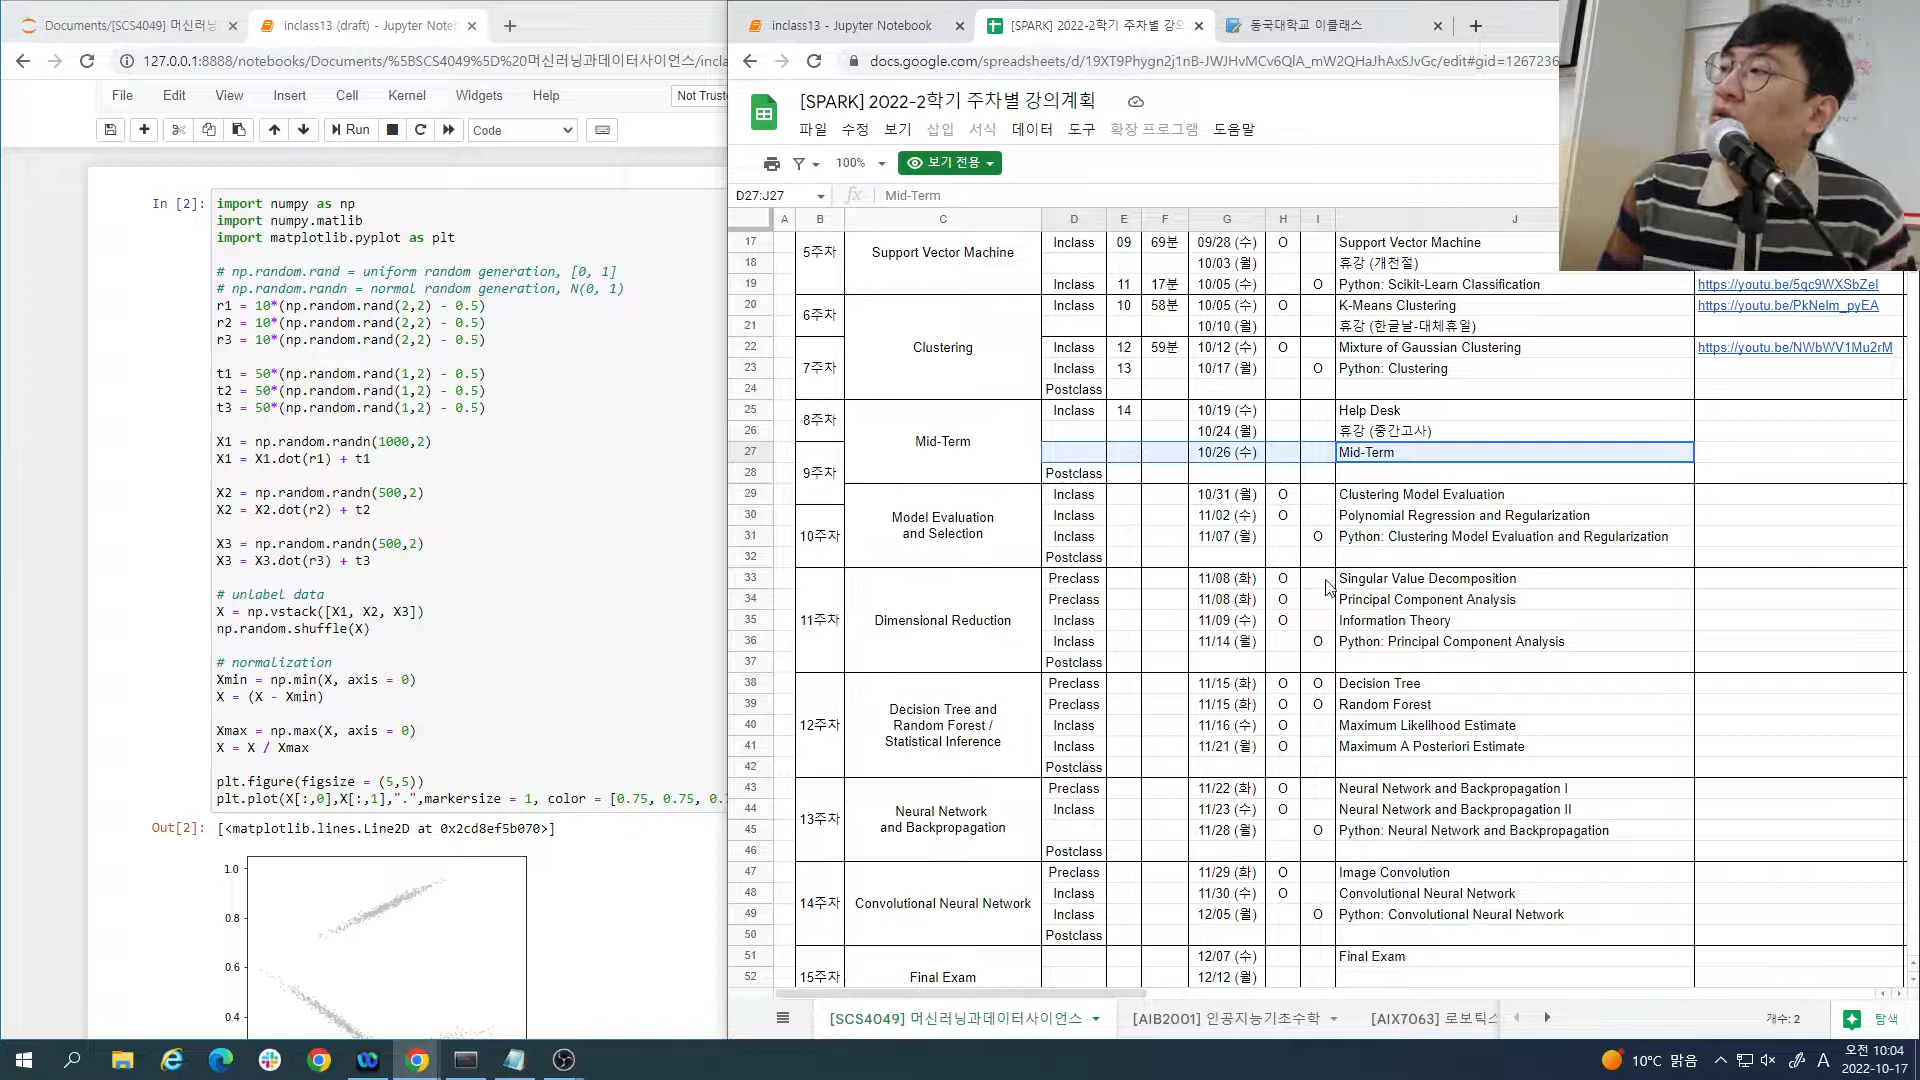 Documents/[SCS4049] 머신러닝
inclass13 (draft) - Jupyter Note
127.0.0.1:8888/notebooks/Documents/%5BSCS4049%5D%20머신러닝과데이터사이언스/incla
File Edit View Insert Cell Kernel Widgets Help
Not Trust
Run
Code
In [2]:
import numpy as np
import numpy.matlib
import matplotlib.pyplot as plt
# np.random.rand = uniform random generation, [0, 1]
# np.random.randn = normal random generation, N(0, 1)
r1 = 10*(np.random.rand(2,2) - 0.5)
r2 = 10*(np.random.rand(2,2) - 0.5)
r3 = 10*(np.random.rand(2,2) - 0.5)
t1 = 50*(np.random.rand(1,2) - 0.5)
t2 = 50*(np.random.rand(1,2) - 0.5)
t3 = 50*(np.random.rand(1,2) - 0.5)
X1 = np.random.randn(1000,2)
X1 = X1.dot(r1) + t1
X2 = np.random.randn(500,2)
X2 = X2.dot(r2) + t2
X3 = np.random.randn(500,2)
X3 = X3.dot(r3) + t3
# unlabel data
X = np.vstack([X1, X2, X3])
np.random.shuffle(X)
# normalization
Xmin = np.min(X, axis = 0)
X = (X - Xmin)
Xmax = np.max(X, axis = 0)
X = X / Xmax
plt.figure(figsize = (5,5))
plt.plot(X[:,0],X[:,1],".",markersize = 1, color = [0.75, 0.75, 0.
Out[2]: [<matplotlib.lines.Line2D at 0x2cd8ef5b070>]
1.0
0.8
0.6
0.4
inclass13 - Jupyter Notebook
[SPARK] 2022-2학기 주차별 강의
동국대학교 이클래스
docs.google.com/spreadsheets/d/19XT9Phygn2j1nB-JWJHvMCv6QlA_mW2QHaJhAxSJvGc/edit#gid=1267236
[SPARK] 2022-2학기 주차별 강의계획
파일 수정 보기 삽입 서식 데이터 도구 확장 프로그램 도움말
100% 보기 전용
D27:J27 fx Mid-Term
A B C D E F G H I J
17 5주차 Support Vector Machine Inclass 09 69분 09/28 (수) O Support Vector Machine
18 10/03 (월) 휴강 (개천절)
19 Inclass 11 17분 10/05 (수) O Python: Scikit-Learn Classification https://youtu.be/5qc9WXSbZeI
20 6주차 Clustering Inclass 10 58분 10/05 (수) O K-Means Clustering https://youtu.be/PkNeIm_pyEA
21 10/10 (월) 휴강 (한글날-대체휴일)
22 7주차 Inclass 12 59분 10/12 (수) O Mixture of Gaussian Clustering https://youtu.be/NWbWV1Mu2rM
23 Inclass 13 10/17 (월) O Python: Clustering
24 Postclass
25 8주차 Mid-Term Inclass 14 10/19 (수) Help Desk
26 10/24 (월) 휴강 (중간고사)
27 9주차 10/26 (수) Mid-Term
28 Postclass
29 Model Evaluation and Selection Inclass 10/31 (월) O Clustering Model Evaluation
30 10주차 Inclass 11/02 (수) O Polynomial Regression and Regularization
31 Inclass 11/07 (월) O Python: Clustering Model Evaluation and Regularization
32 Postclass
33 11주차 Dimensional Reduction Preclass 11/08 (화) O Singular Value Decomposition
34 Preclass 11/08 (화) O Principal Component Analysis
35 Inclass 11/09 (수) O Information Theory
36 Inclass 11/14 (월) O Python: Principal Component Analysis
37 Postclass
38 12주차 Decision Tree and Random Forest / Statistical Inference Preclass 11/15 (화) O O Decision Tree
39 Preclass 11/15 (화) O O Random Forest
40 Inclass 11/16 (수) O Maximum Likelihood Estimate
41 Inclass 11/21 (월) O Maximum A Posteriori Estimate
42 Postclass
43 13주차 Neural Network and Backpropagation Preclass 11/22 (화) O Neural Network and Backpropagation I
44 Inclass 11/23 (수) O Neural Network and Backpropagation II
45 11/28 (월) O Python: Neural Network and Backpropagation
46 Postclass
47 14주차 Convolutional Neural Network Preclass 11/29 (화) O Image Convolution
48 Inclass 11/30 (수) O Convolutional Neural Network
49 Inclass 12/05 (월) O Python: Convolutional Neural Network
50 Postclass
51 15주차 Final Exam 12/07 (수) Final Exam
52 12/12 (월)
[SCS4049] 머신러닝과데이터사이언스 [AIB2001] 인공지능기초수학 [AIX7063] 로보틱스
개수: 2 탐색
10°C 맑음 A 오전 10:04
2022-10-17